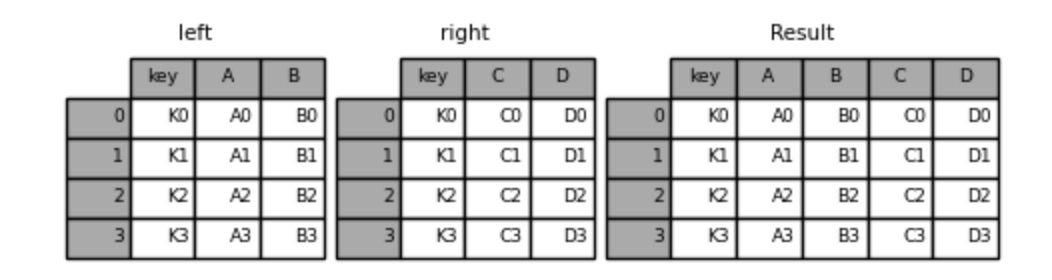 left right Result
key A B key C D key A B C D
0 K0 A0 B0 0 K0 C0 D0 0 K0 A0 B0 C0 D0
1 K1 A1 B1 1 K1 C1 D1 1 K1 A1 B1 C1 D1
2 K2 A2 B2 2 K2 C2 D2 2 K2 A2 B2 C2 D2
3 K3 A3 B3 3 K3 C3 D3 3 K3 A3 B3 C3 D3